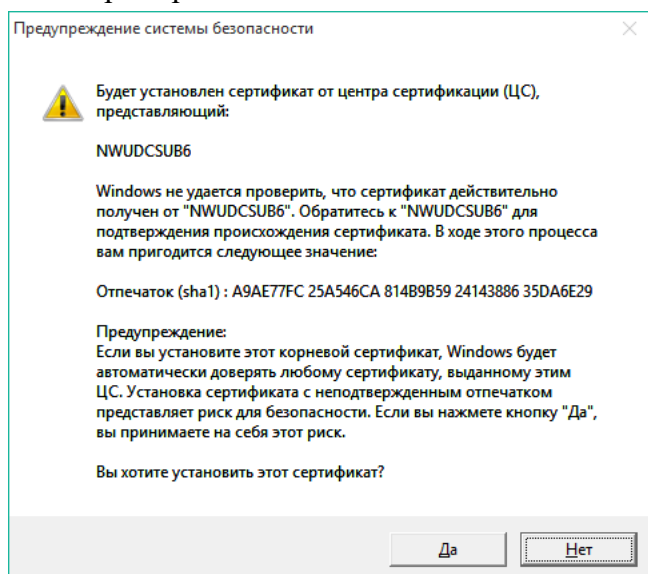 Предупреждение системы безопасности
Будет установлен сертификат от центра сертификации (ЦС),
представляющий:
NWUDCSUB6
Windows не удается проверить, что сертификат действительно
получен от "NWUDCSUB6". Обратитесь к "NWUDCSUB6" для
подтверждения происхождения сертификата. В ходе этого процесса
вам пригодится следующее значение:
Отпечаток (sha1) : A9AE77FC 25A546CA 814B9B59 24143886 35DA6E29
Предупреждение:
Если вы установите этот корневой сертификат, Windows будет
автоматически доверять любому сертификату, выданному этим
ЦС. Установка сертификата с неподтвержденным отпечатком
представляет риск для безопасности. Если вы нажмете кнопку "Да",
вы принимаете на себя этот риск.
Вы хотите установить этот сертификат?
Да
Нет